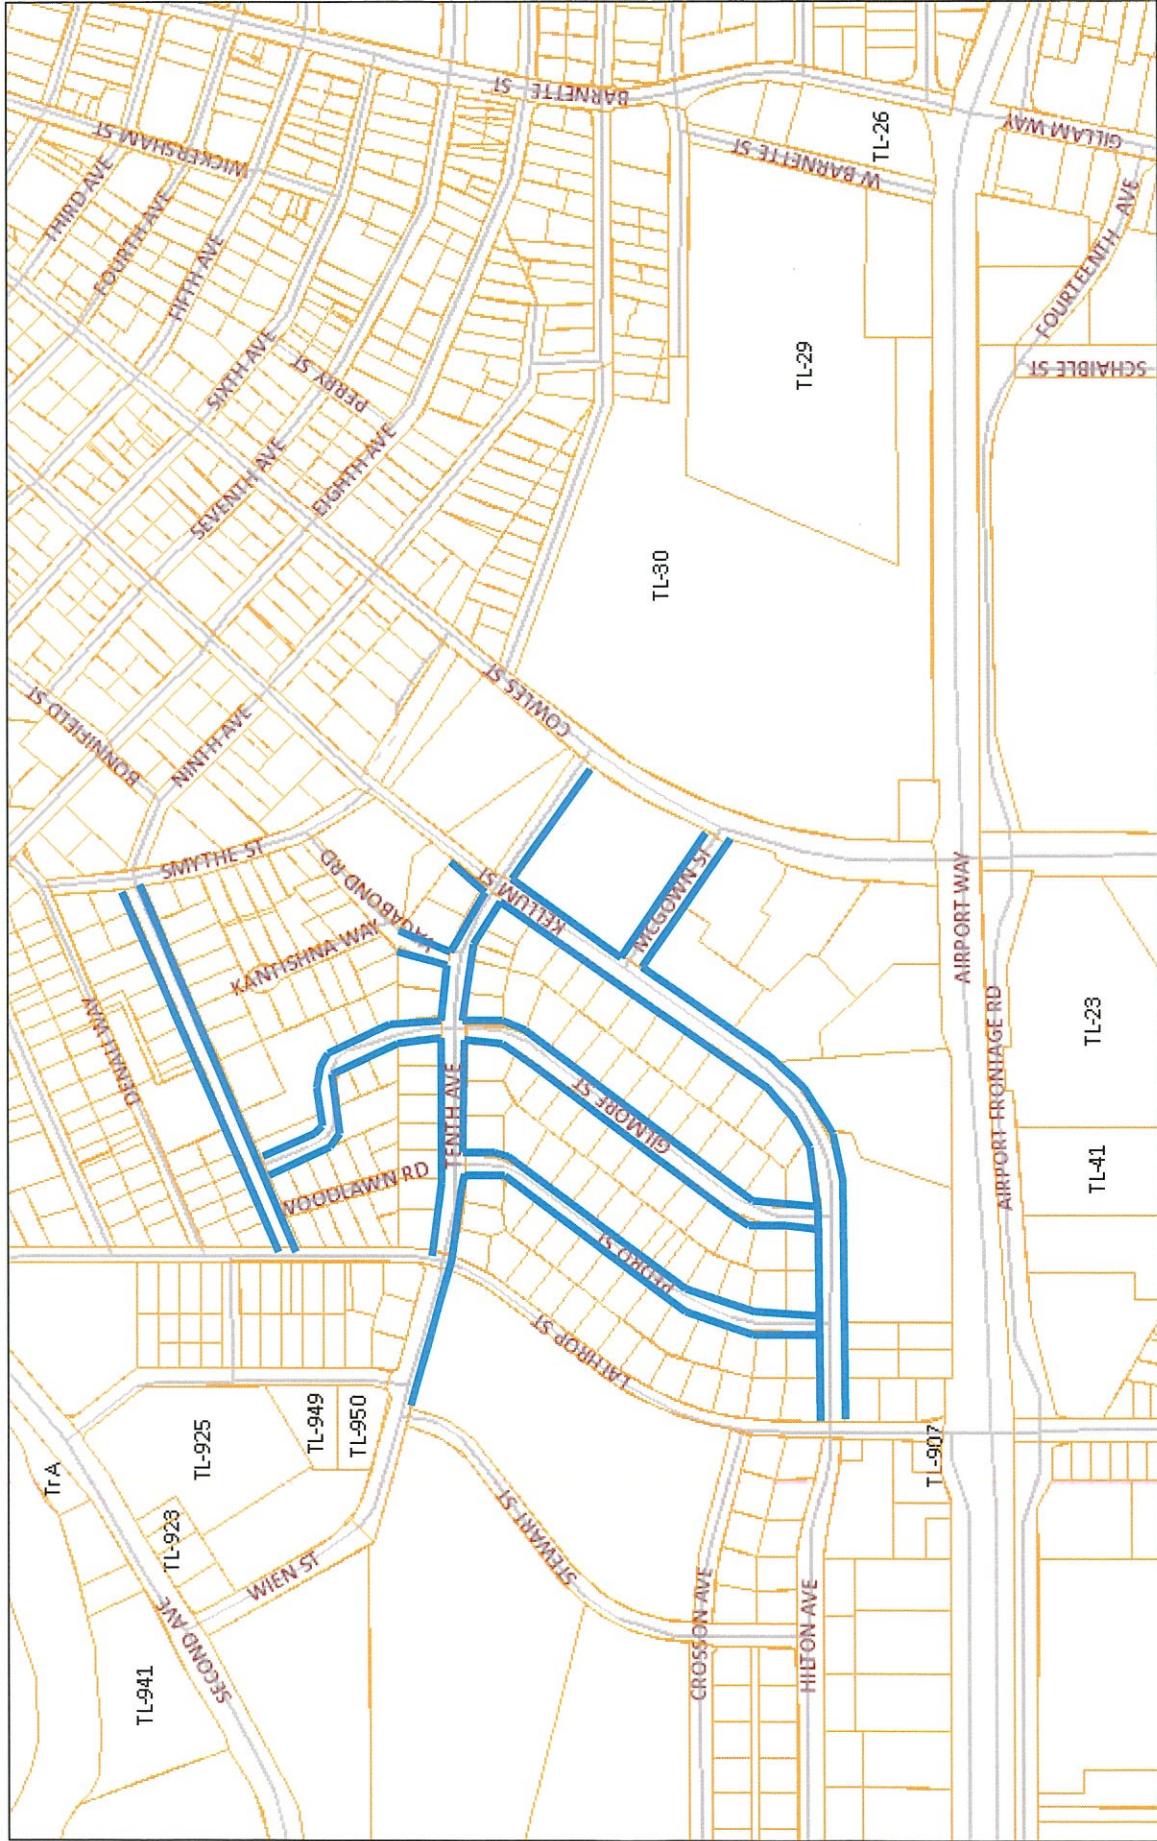 THIRD AVE
FOURTH AVE
FIFTH AVE
SIXTH AVE
SEVENTH AVE
EIGHTH AVE
NINTH AVE
WICKERSHAM ST
PERRY ST
BARNETTE ST
W BARNETTE ST
GILLAM WAY
FOURTEENTH AVE
SCHAIBLE ST
TL-26
TL-29
TL-30
COWLES ST
BONNIFIELD ST
SMYTHE ST
DENALI WAY
KANTISHNA WAY
VAGABOND RD
WOODLAWN RD
TENTH AVE
KELLUM ST
MCGOWN ST
GILMORE ST
PEDRO ST
LATHROP ST
STEWART ST
CROSSON AVE
HILTON AVE
WIEN ST
SECOND AVE
Tr A
TL-925
TL-923
TL-949
TL-950
TL-941
TL-907
AIRPORT WAY
AIRPORT FRONTAGE RD
TL-23
TL-41